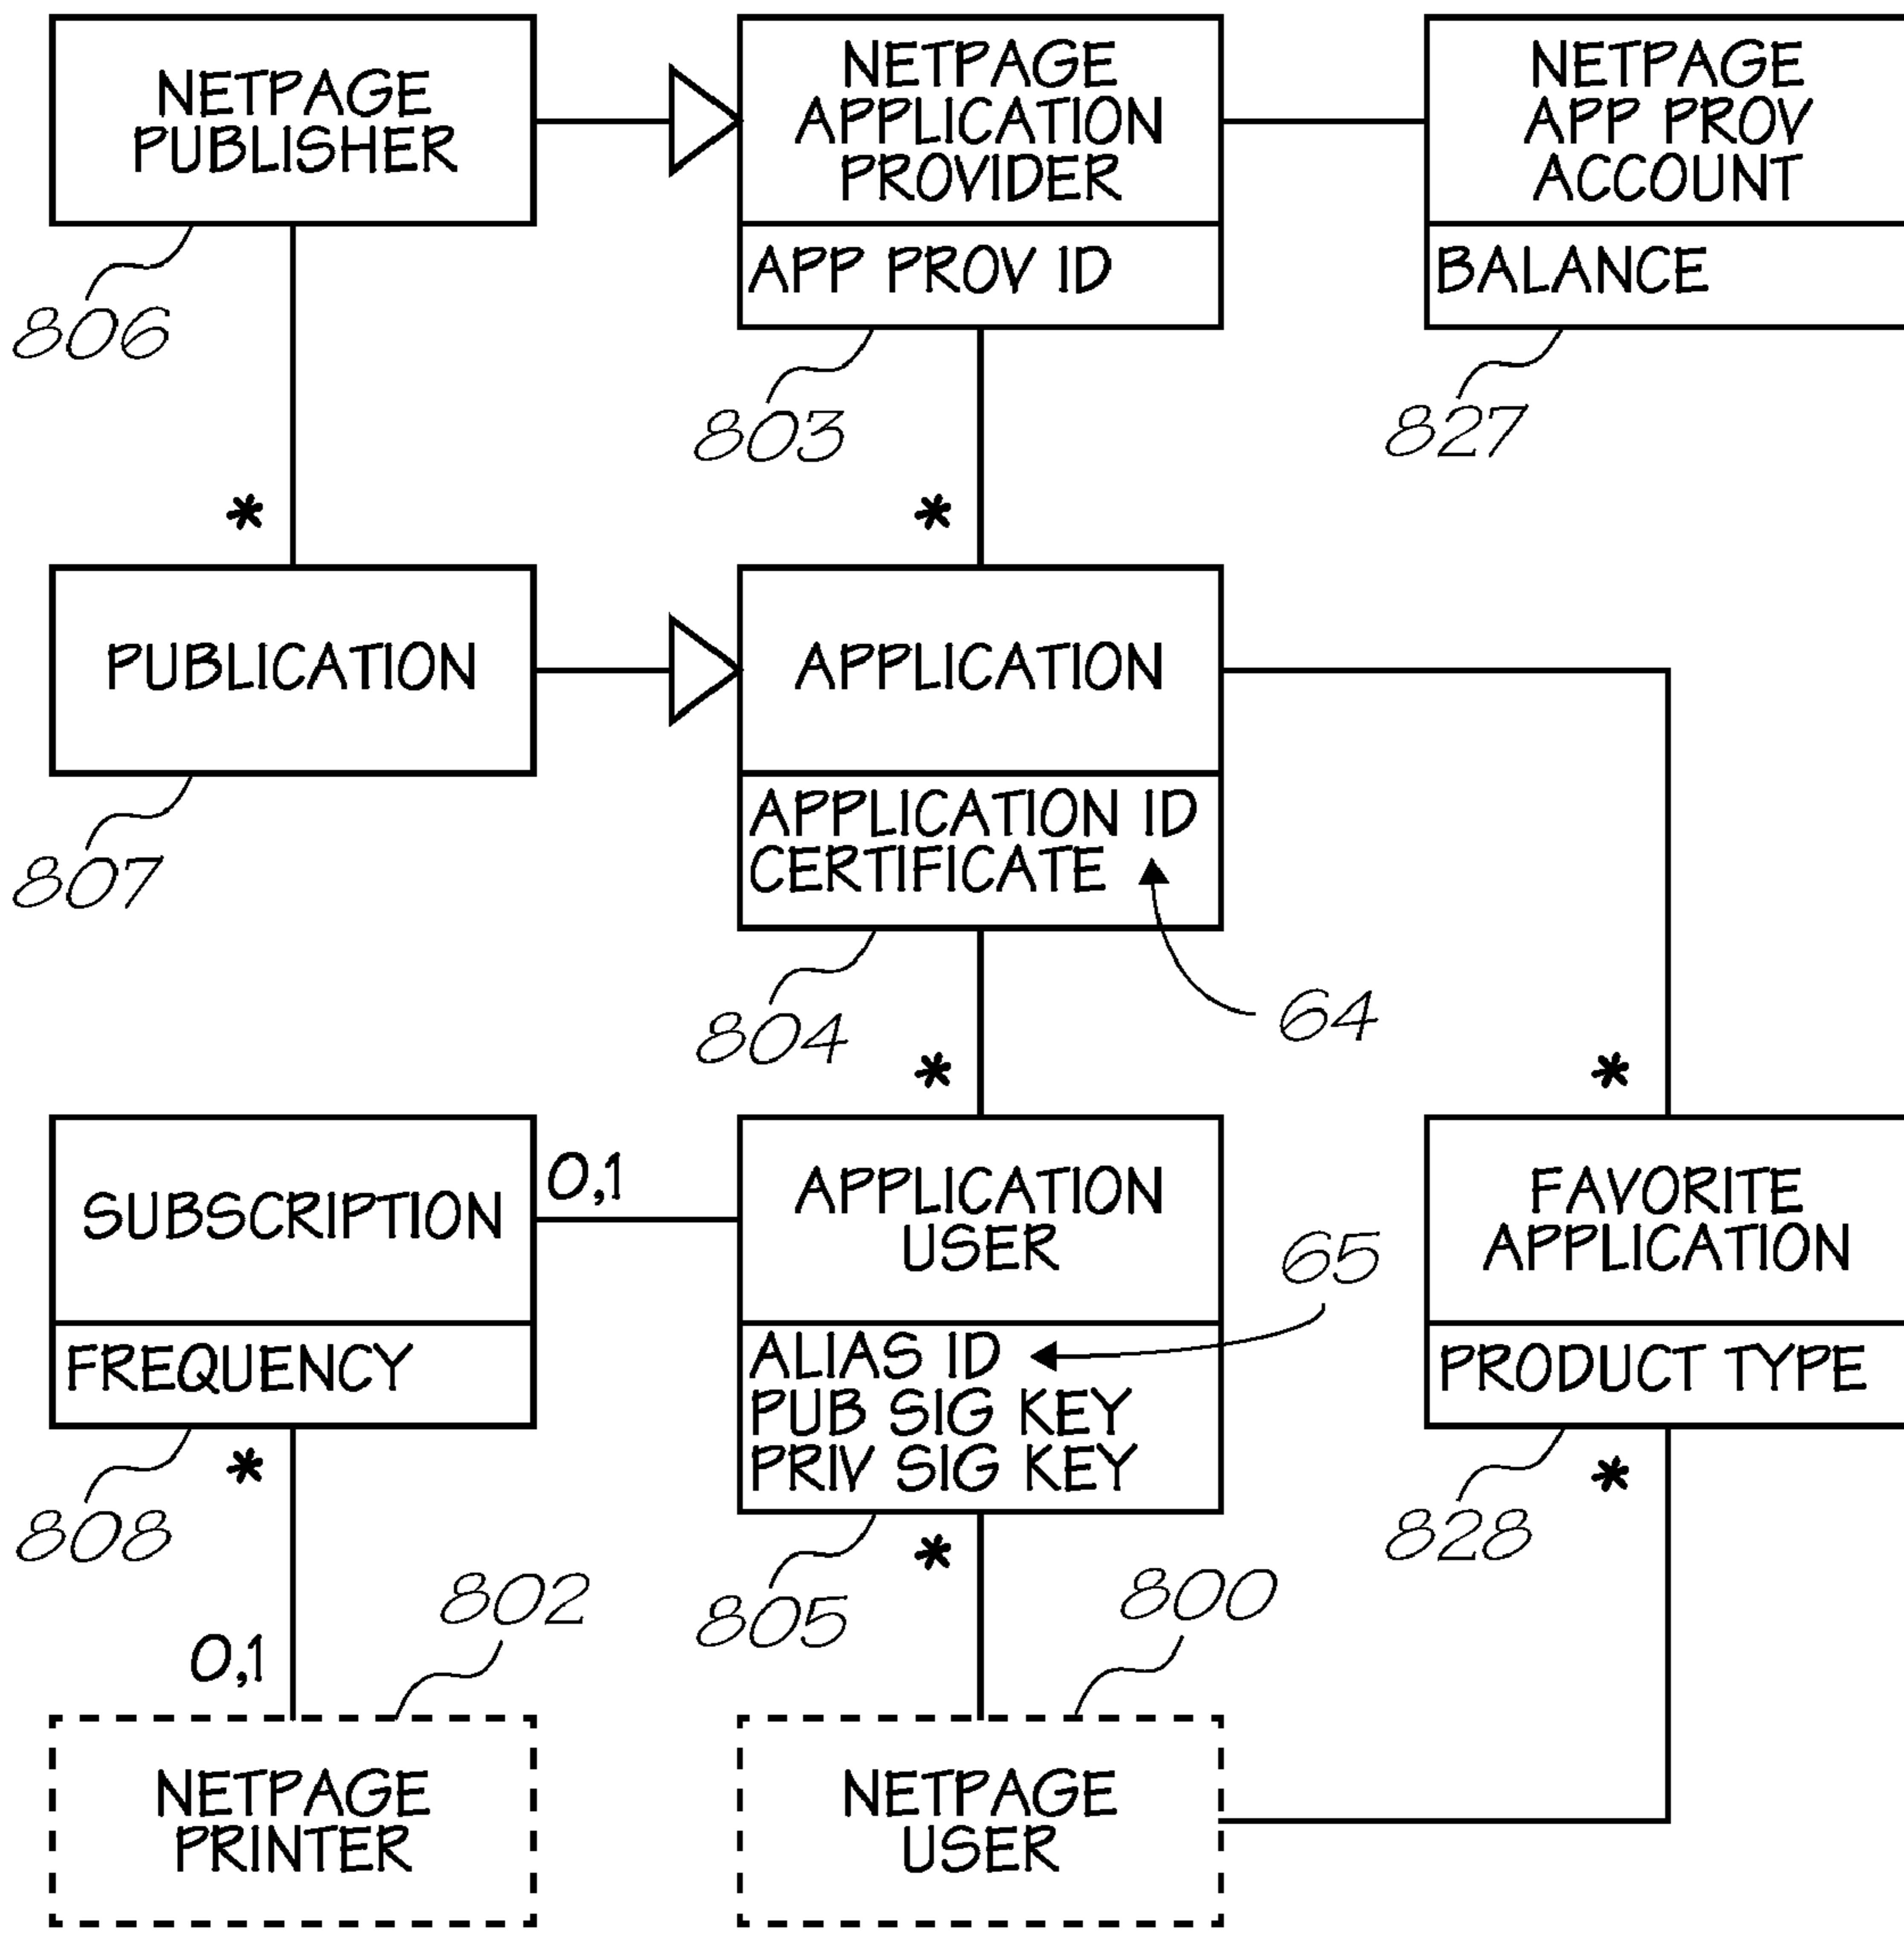 NETPAGE
PUBLISHER
806
NETPAGE
APPLICATION
PROVIDER
APP PROV ID
803
NETPAGE
APP PROV
ACCOUNT
BALANCE
827
*
*
PUBLICATION
807
APPLICATION
APPLICATION ID
CERTIFICATE
804
64
*
*
SUBSCRIPTION
0,1
FREQUENCY
808
*
APPLICATION
USER
65
ALIAS ID
PUB SIG KEY
PRIV SIG KEY
805
*
FAVORITE
APPLICATION
PRODUCT TYPE
828
*
802
800
0,1
NETPAGE
PRINTER
NETPAGE
USER